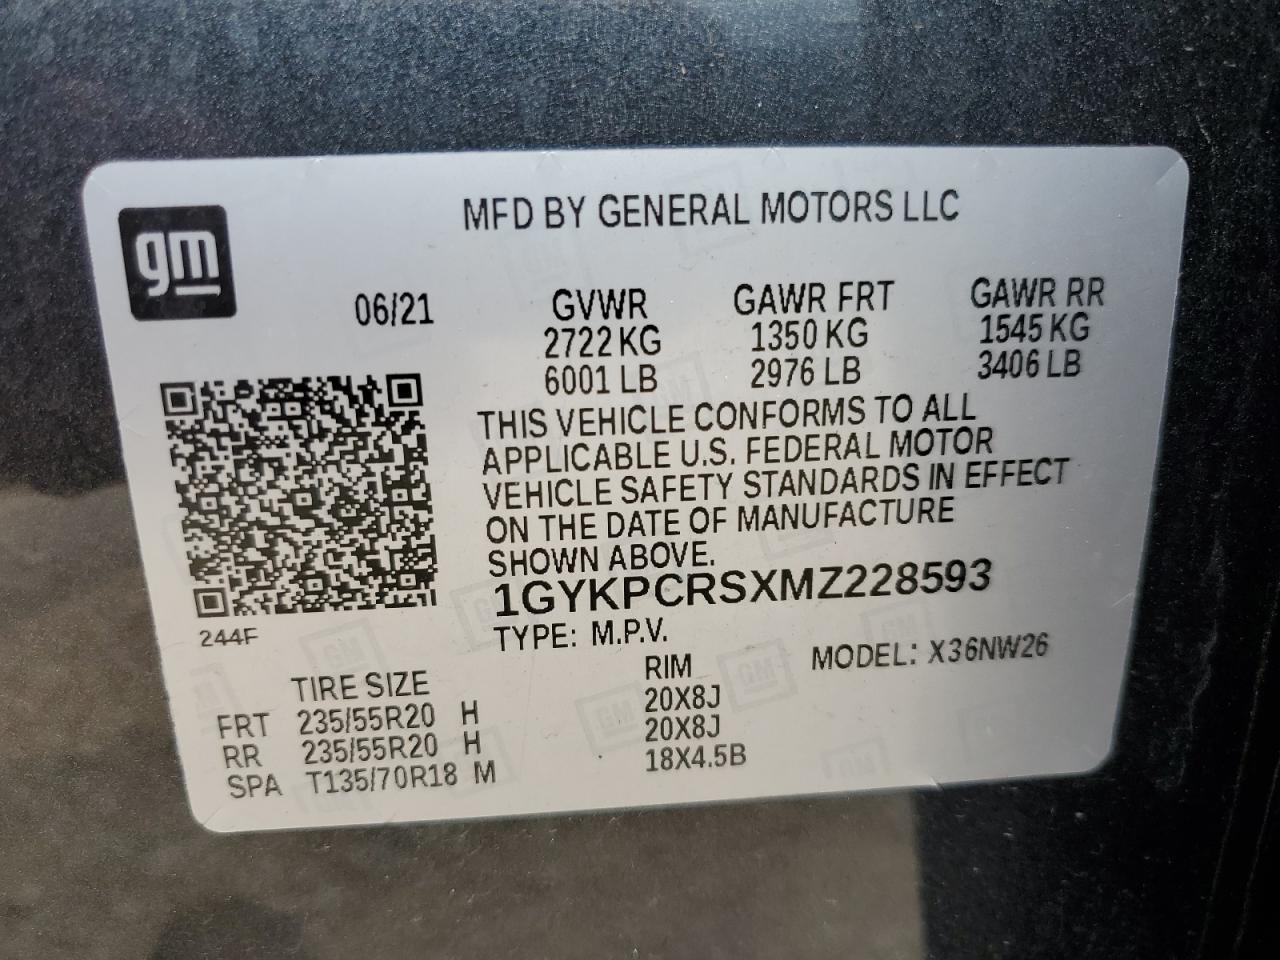 gm
MFD BY GENERAL MOTORS LLC
06/21
GVWR GAWR FRT GAWR RR
2722 KG 1350 KG 1545 KG
6001 LB 2976 LB 3406 LB
THIS VEHICLE CONFORMS TO ALL
APPLICABLE U.S. FEDERAL MOTOR
VEHICLE SAFETY STANDARDS IN EFFECT
ON THE DATE OF MANUFACTURE
SHOWN ABOVE.
1GYKPCRSXMZ228593
244F
TYPE: M.P.V.
MODEL: X36NW26
TIRE SIZE RIM
FRT 235/55R20 H 20X8J
RR 235/55R20 H 20X8J
SPA T135/70R18 M 18X4.5B